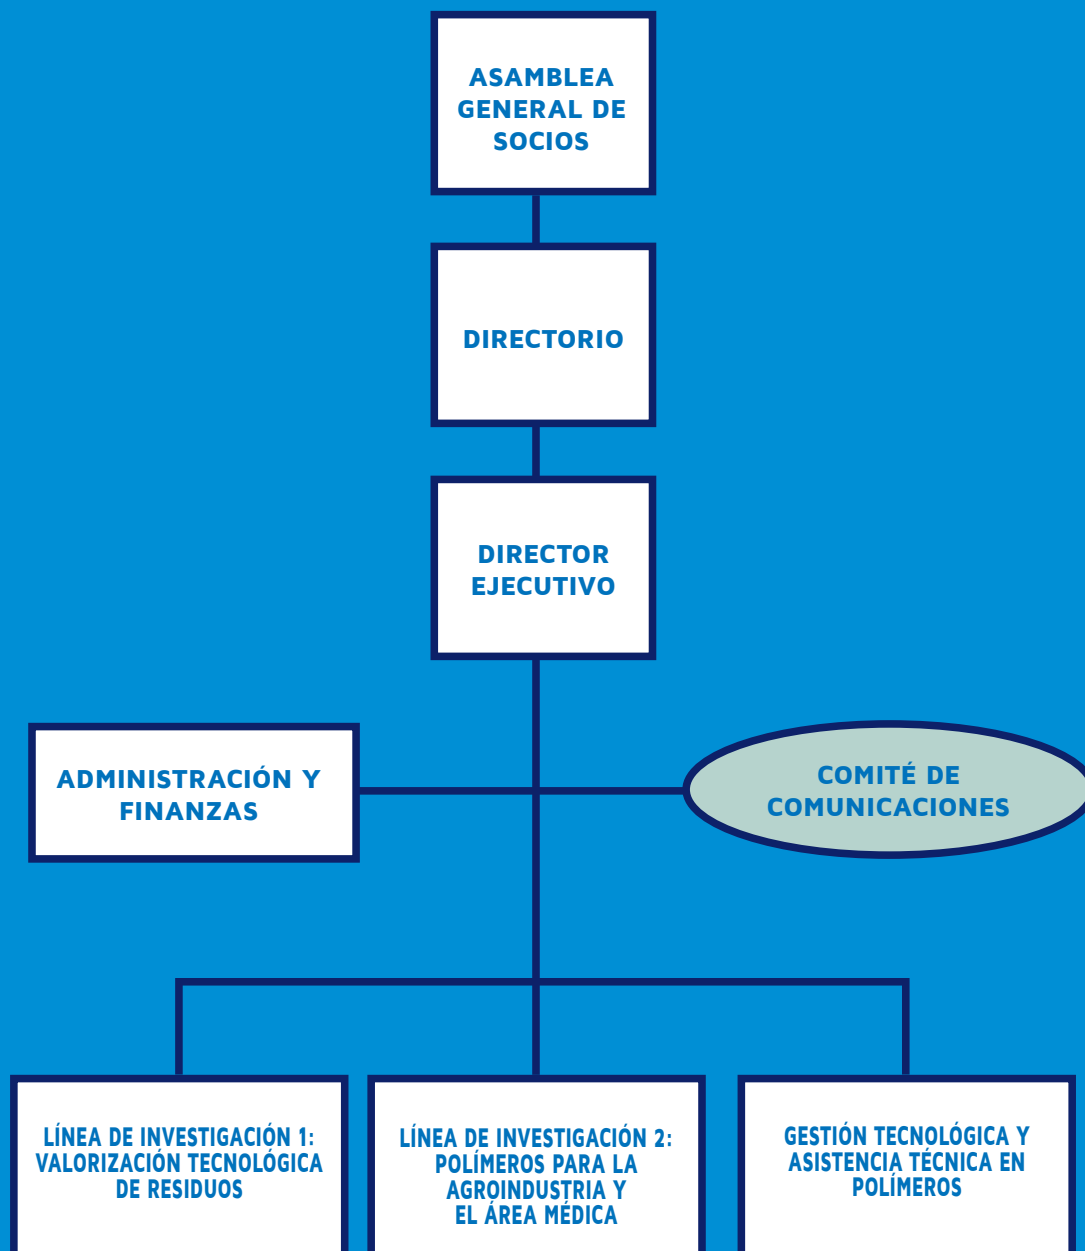 ASAMBLEA
GENERAL DE
SOCIOS
DIRECTORIO
DIRECTOR
EJECUTIVO
ADMINISTRACIÓN Y
FINANZAS
COMITÉ DE
COMUNICACIONES
LÍNEA DE INVESTIGACIÓN 1:
VALORIZACIÓN TECNOLÓGICA
DE RESIDUOS
LÍNEA DE INVESTIGACIÓN 2:
POLÍMEROS PARA LA
AGROINDUSTRIA Y
EL ÁREA MÉDICA
GESTIÓN TECNOLÓGICA Y
ASISTENCIA TÉCNICA EN
POLÍMEROS